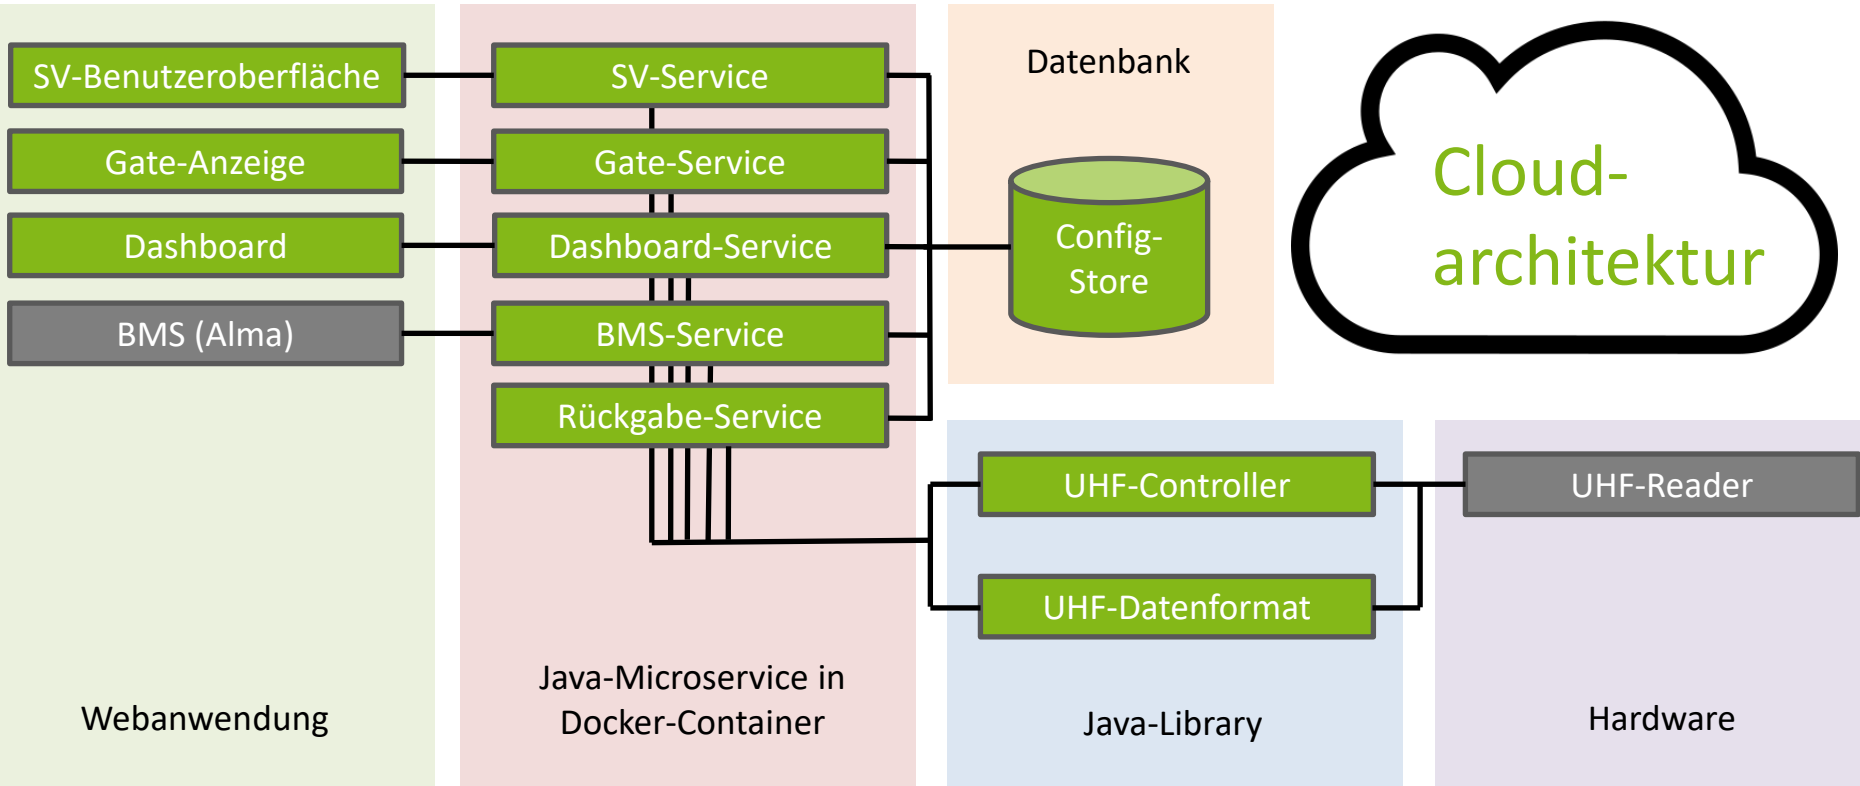 SV-Benutzeroberfläche
Gate-Anzeige
Dashboard
BMS (Alma)
Webanwendung
SV-Service
Gate-Service
Dashboard-Service
BMS-Service
Rückgabe-Service
Java-Microservice in
Docker-Container
Datenbank
Config-
Store
Cloud-
architektur
UHF-Controller
UHF-Datenformat
Java-Library
UHF-Reader
Hardware